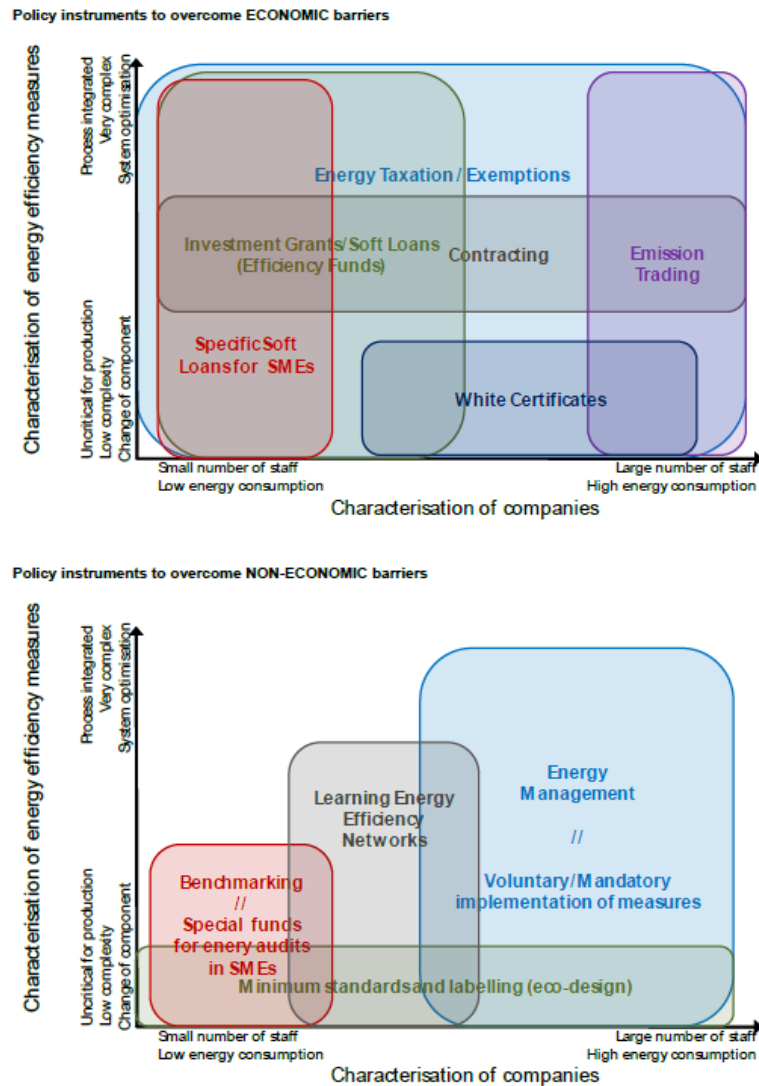 Policy instruments to overcome ECONOMIC barriers
Characterisation of energy efficiency measures
Process integrated
Very complex
System optimisation
Uncritical for production
Low complexity
Change of component
Energy Taxation / Exemptions
Investment Grants/Soft Loans
(Efficiency Funds)
Contracting
Emission
Trading
Specific Soft
Loans for SMEs
White Certificates
Small number of staff
Low energy consumption
Large number of staff
High energy consumption
Characterisation of companies
Policy instruments to overcome NON-ECONOMIC barriers
Characterisation of energy efficiency measures
Process integrated
Very complex
System optimisation
Uncritical for production
Low complexity
Change of component
Energy
Management
//
Voluntary/Mandatory
implementation of measures
Learning Energy
Efficiency
Networks
Benchmarking
//
Special funds
for enery audits
in SMEs
Minimum standards and labelling (eco-design)
Small number of staff
Low energy consumption
Large number of staff
High energy consumption
Characterisation of companies